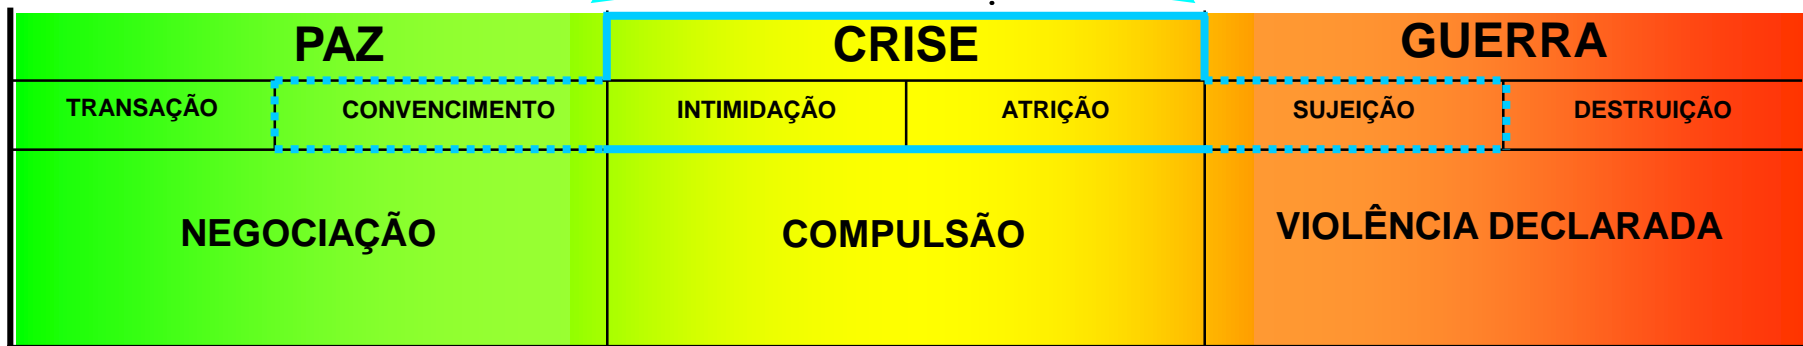 PAZ CRISE GUERRA
TRANSAÇÃO CONVENCIMENTO INTIMIDAÇÃO ATRIÇÃO SUJEIÇÃO DESTRUIÇÃO
NEGOCIAÇÃO COMPULSÃO VIOLÊNCIA DECLARADA